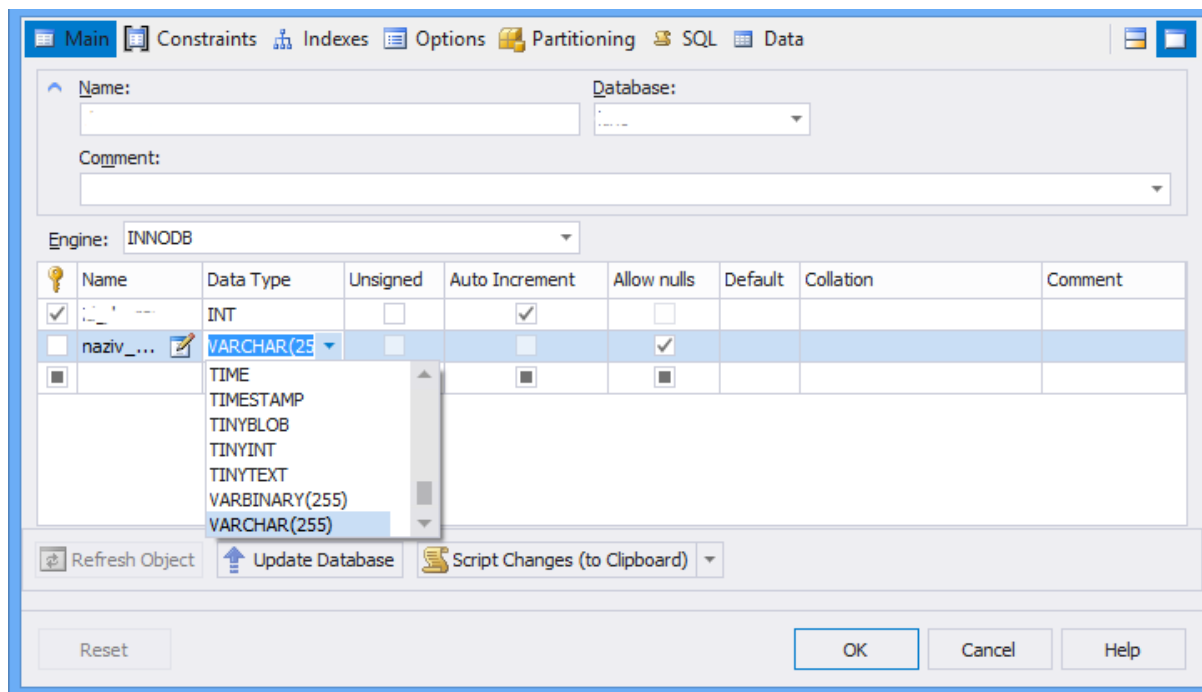 Main Constraints Indexes Options Partitioning SQL Data
Name: Database:
Comment:
Engine: INNODB
Name Data Type Unsigned Auto Increment Allow nulls Default Collation Comment
INT
naziv_... VARCHAR(25
TIME
TIMESTAMP
TINYBLOB
TINYINT
TINYTEXT
VARBINARY(255)
VARCHAR(255)
Refresh Object Update Database Script Changes (to Clipboard)
Reset OK Cancel Help